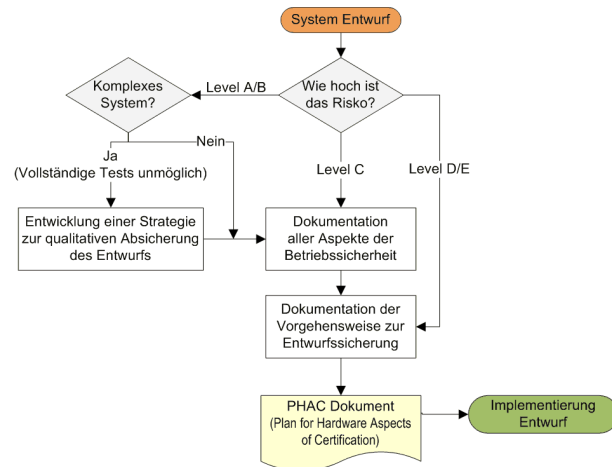 System Entwurf
Wie hoch ist
das Risiko?
Level A/B
Komplexes
System?
Nein
Ja
(Vollständige Tests unmöglich)
Level C
Level D/E
Entwicklung einer Strategie
zur qualitativen Absicherung
des Entwurfs
Dokumentation
aller Aspekte der
Betriebssicherheit
Dokumentation der
Vorgehensweise zur
Entwurfssicherung
PHAC Dokument
(Plan for Hardware Aspects
of Certification)
Implementierung
Entwurf